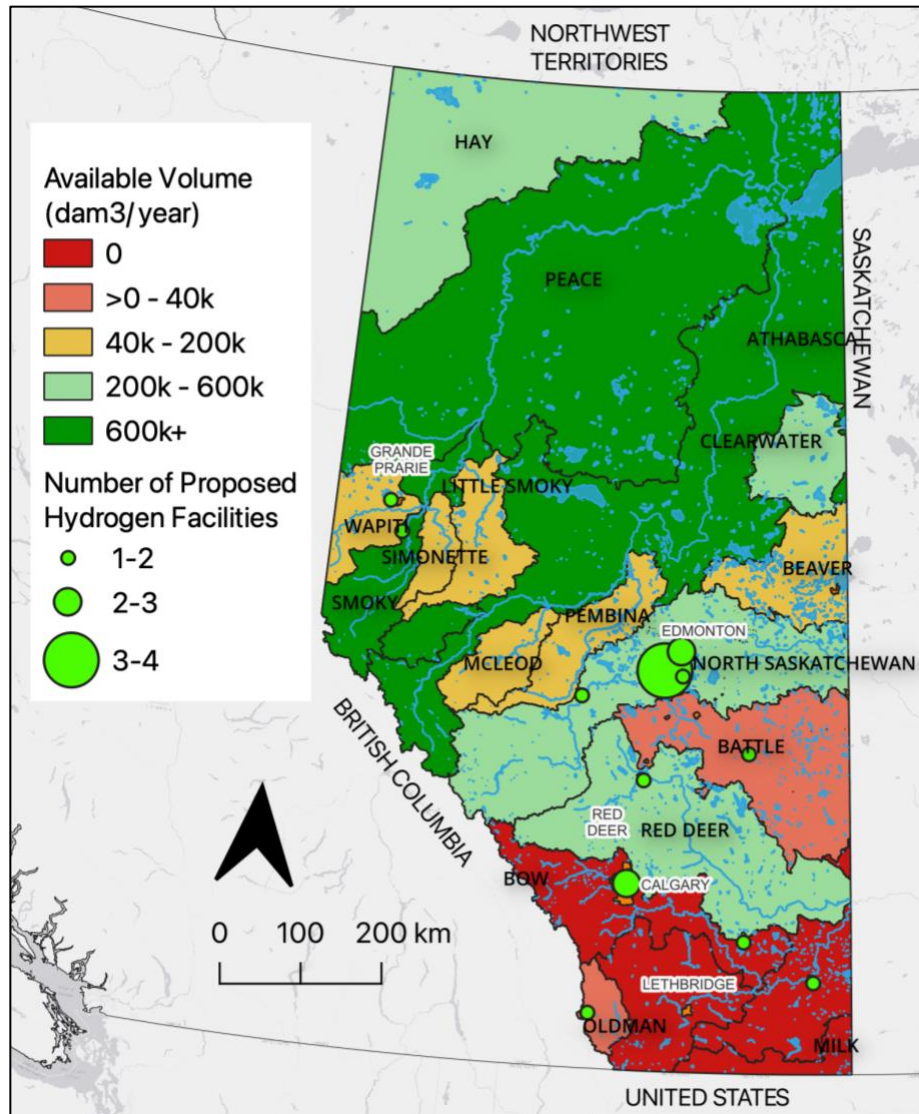 NORTHWEST
TERRITORIES
HAY
Available Volume
(dam3/year)
0
>0 - 40k
40k - 200k
200k - 600k
600k+
Number of Proposed
Hydrogen Facilities
1-2
2-3
3-4
SASKATCHEWAN
PEACE
ATHABASCA
CLEARWATER
GRANDE
PRARIE
LITTLE SMOKY
WAPITI
SIMONETTE
BEAVER
SMOKY
PEMBINA
EDMONTON
MCLEOD
NORTH SASKATCHEWAN
BRITISH COLUMBIA
BATTLE
RED
DEER
RED DEER
BOW
CALGARY
0 100 200 km
LETHBRIDGE
OLDMAN
MILK
UNITED STATES